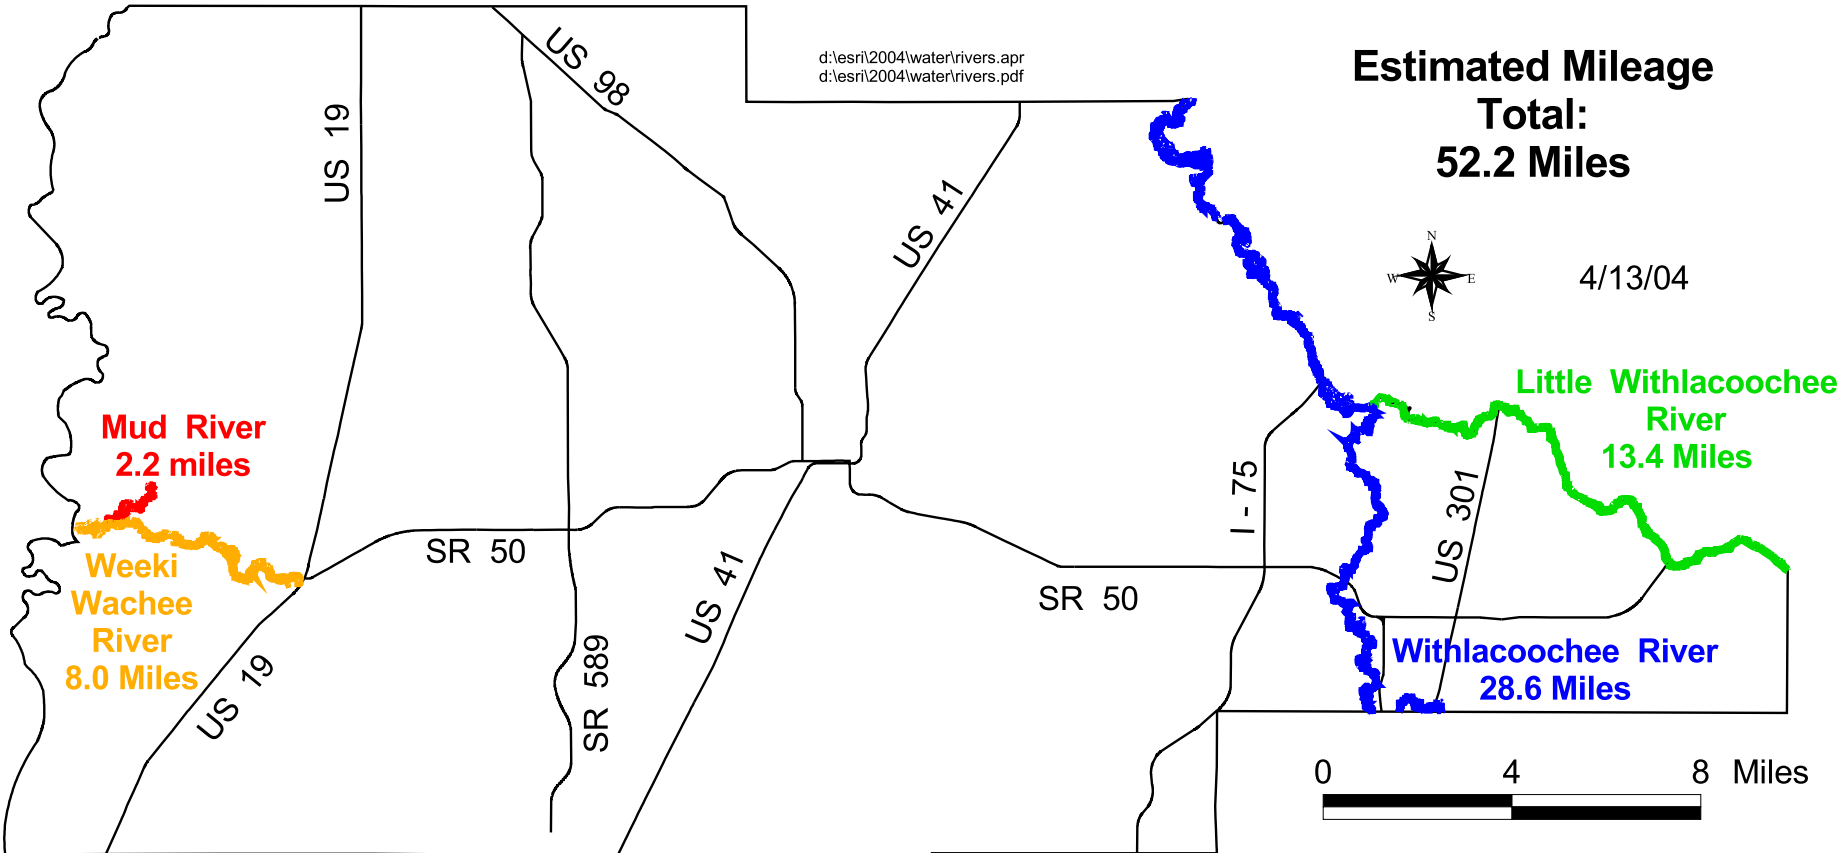 d:\esri\2004\water\rivers.apr
d:\esri\2004\water\rivers.pdf
Estimated Mileage
Total:
52.2 Miles
US 98
US 19
US 41
N
W
E
S
4/13/04
Little Withlacoochee
River
13.4 Miles
Mud River
2.2 miles
I - 75
US 301
SR 50
US 41
SR 50
Weeki
Wachee
River
8.0 Miles
US 19
SR 589
Withlacoochee River
28.6 Miles
0 4 8 Miles